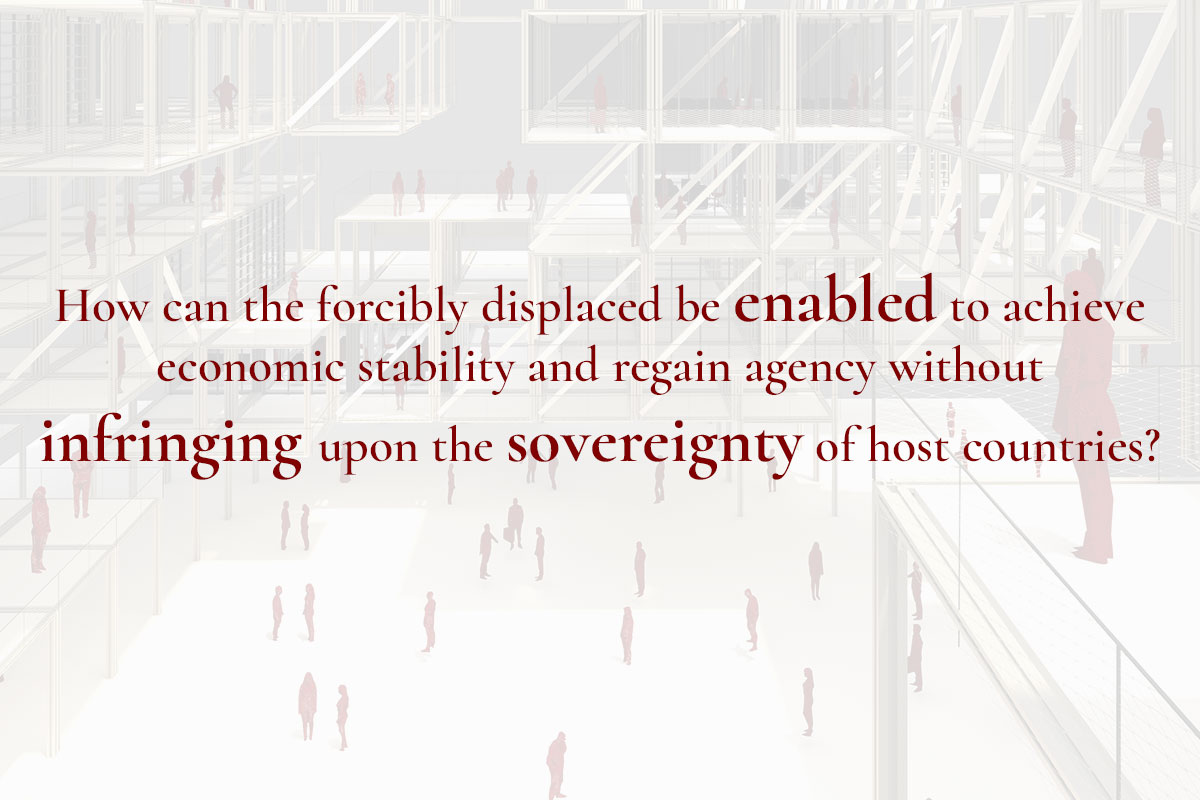 How can the forcibly displaced be enabled to achieve
economic stability and regain agency without
infringing upon the sovereignty of host countries?